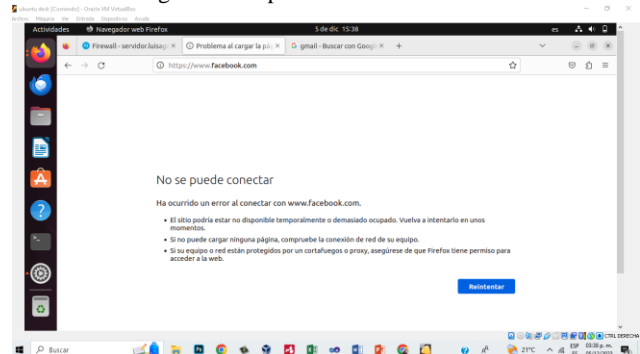 ubuntu desk [Corriendo] - Oracle VM VirtualBox
Archivo Máquina Ver Entrada Dispositivos Ayuda
Actividades Navegador web Firefox 5 de dic 15:38 es
Firewall - servidor.luisag × Problema al cargar la pág × gmail - Buscar con Googl × +
https://www.facebook.com
No se puede conectar
Ha ocurrido un error al conectar con www.facebook.com.
• El sitio podría estar no disponible temporalmente o demasiado ocupado. Vuelva a intentarlo en unos
momentos.
• Si no puede cargar ninguna página, compruebe la conexión de red de su equipo.
• Si su equipo o red están protegidos por un cortafuegos o proxy, asegúrese de que Firefox tiene permiso para
acceder a la web.
Reintentar
CTRL DERECHA
Buscar 21°C ESP 03:38 p. m.